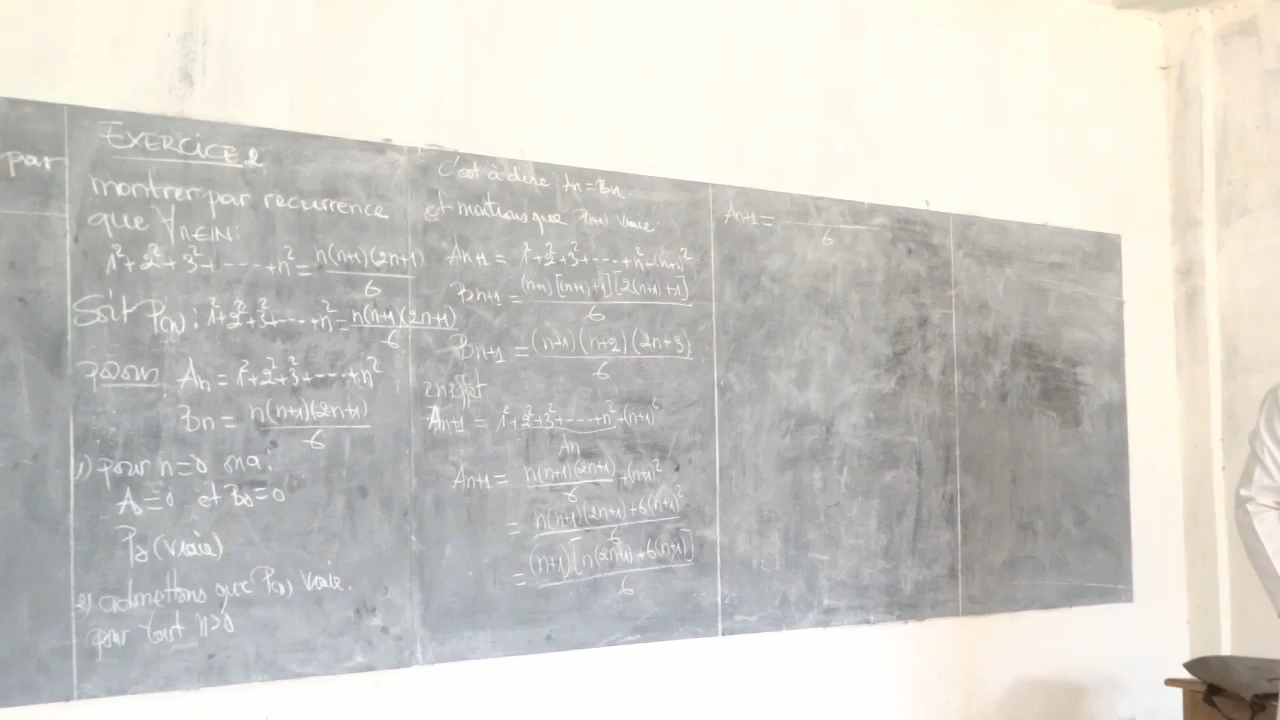 par
EXERCICE 2
montrer par recurrence
que ∀n∈IN:
1²+2²+3²+----+n² = n(n+1)(2n+1)/6
Soit P(n): 1²+2²+3²+----+n² = n(n+1)(2n+1)/6
posons An = 1²+2²+3²+----+n²
Bn = n(n+1)(2n+1)/6
1) pour n=0 on a:
A0=0 et B0=0
P0 (vraie)
2) admettons que P(n) vraie.
pour tout n>0
c'est à dire An = Bn.
et montrons que P(n+1) vraie.
An+1 = 1²+2²+3²+----+n²+(n+1)²
Bn+1 = (n+1)[(n+1)+1][2(n+1)+1]/6
Bn+1 = (n+1)(n+2)(2n+3)/6
en effet
An+1 = 1²+2²+3²+----+n²+(n+1)²
An
An+1 = n(n+1)(2n+1)/6 +(n+1)²
= n(n+1)(2n+1)+6(n+1)²/6
= (n+1)[n(2n+1)+6(n+1)]/6
An+1 = /6